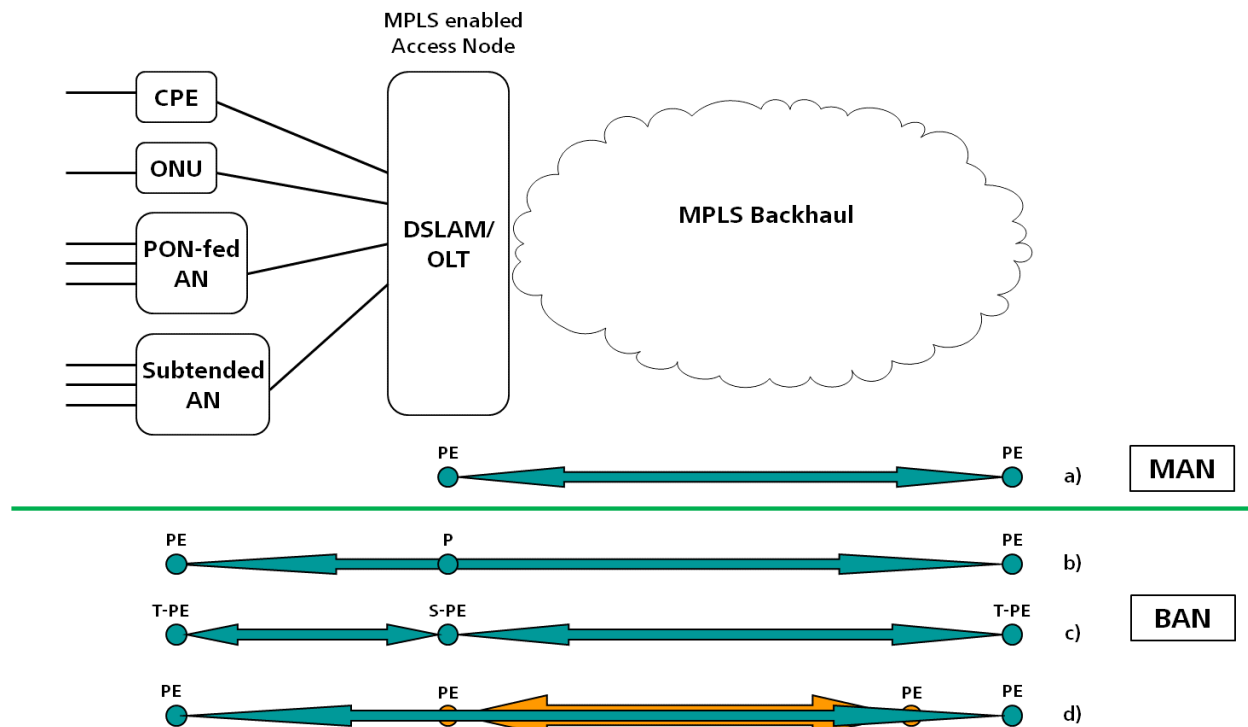 MPLS enabled
Access Node
CPE
ONU
PON-fed
AN
Subtended
AN
DSLAM/
OLT
MPLS Backhaul
PE PE
a)
MAN
PE P PE
b)
T-PE S-PE T-PE
c)
BAN
PE PE PE PE
d)